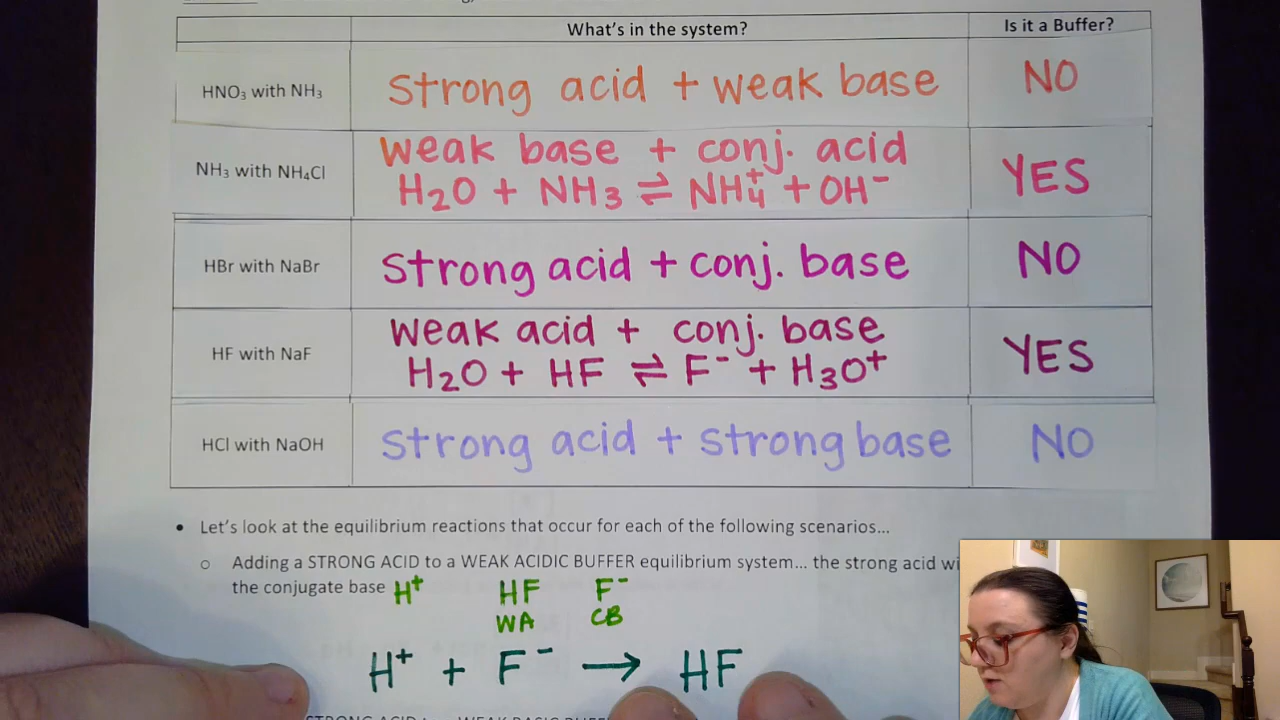 What's in the system?
Is it a Buffer?
HNO₃ with NH₃
strong acid + weak base
NO
NH₃ with NH₄Cl
weak base + conj. acid
H₂O + NH₃ ⇌ NH₄⁺ + OH⁻
YES
HBr with NaBr
strong acid + conj. base
NO
HF with NaF
weak acid + conj. base
H₂O + HF ⇌ F⁻ + H₃O⁺
YES
HCl with NaOH
strong acid + strong base
NO
• Let's look at the equilibrium reactions that occur for each of the following scenarios...
o Adding a STRONG ACID to a WEAK ACIDIC BUFFER equilibrium system... the strong acid wi
the conjugate base H⁺ HF F⁻
WA CB
H⁺ + F⁻ → HF